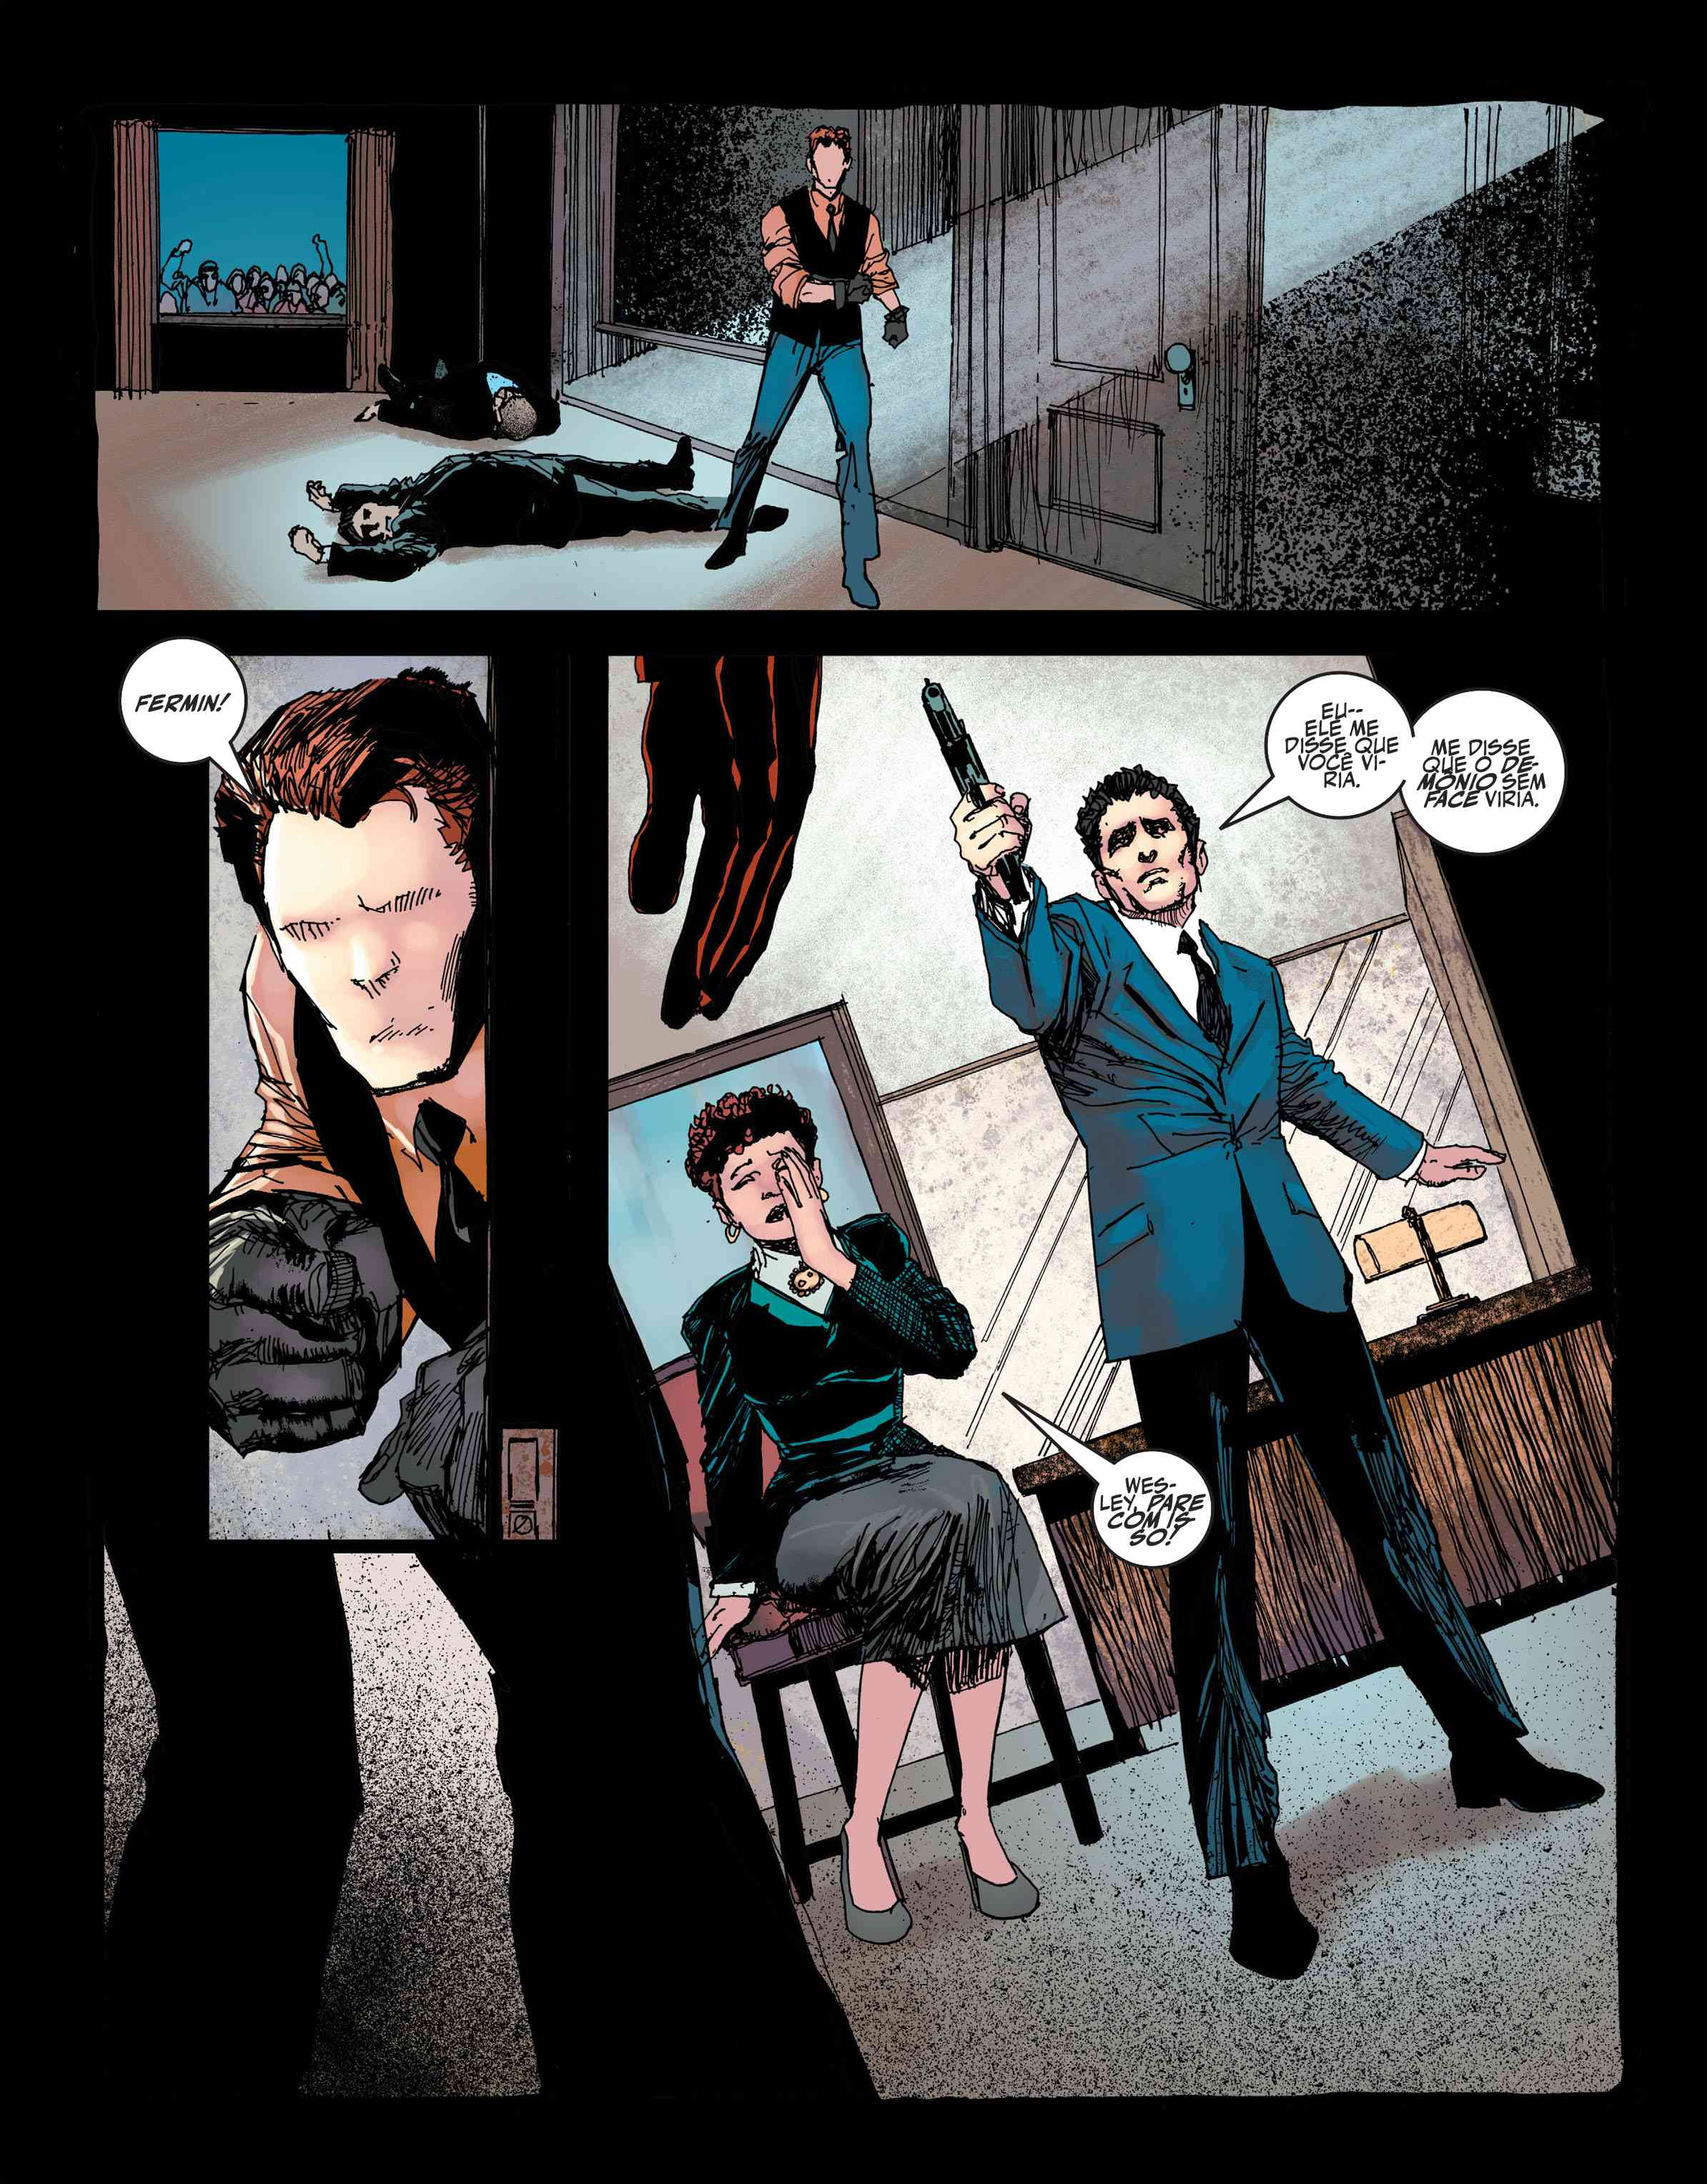 FERMIN!
EU--
ELE ME
DISSE QUE
VOCÊ VI-
RIA.
ME DISSE
QUE O DE-
MÔNIO SEM
FACE VIRIA.
WES-
LEY, PARE
COM IS
SO!